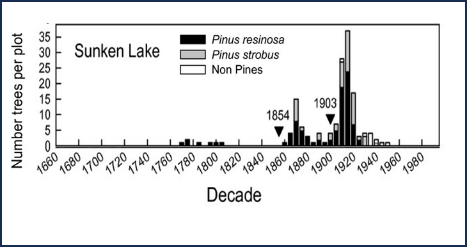 Number trees per plot
35
30
25
20
15
10
5
0
Sunken Lake
Pinus resinosa
Pinus strobus
Non Pines
1854
1903
1660 1680 1700 1720 1740 1760 1780 1800 1820 1840 1860 1880 1900 1920 1940 1960 1980
Decade